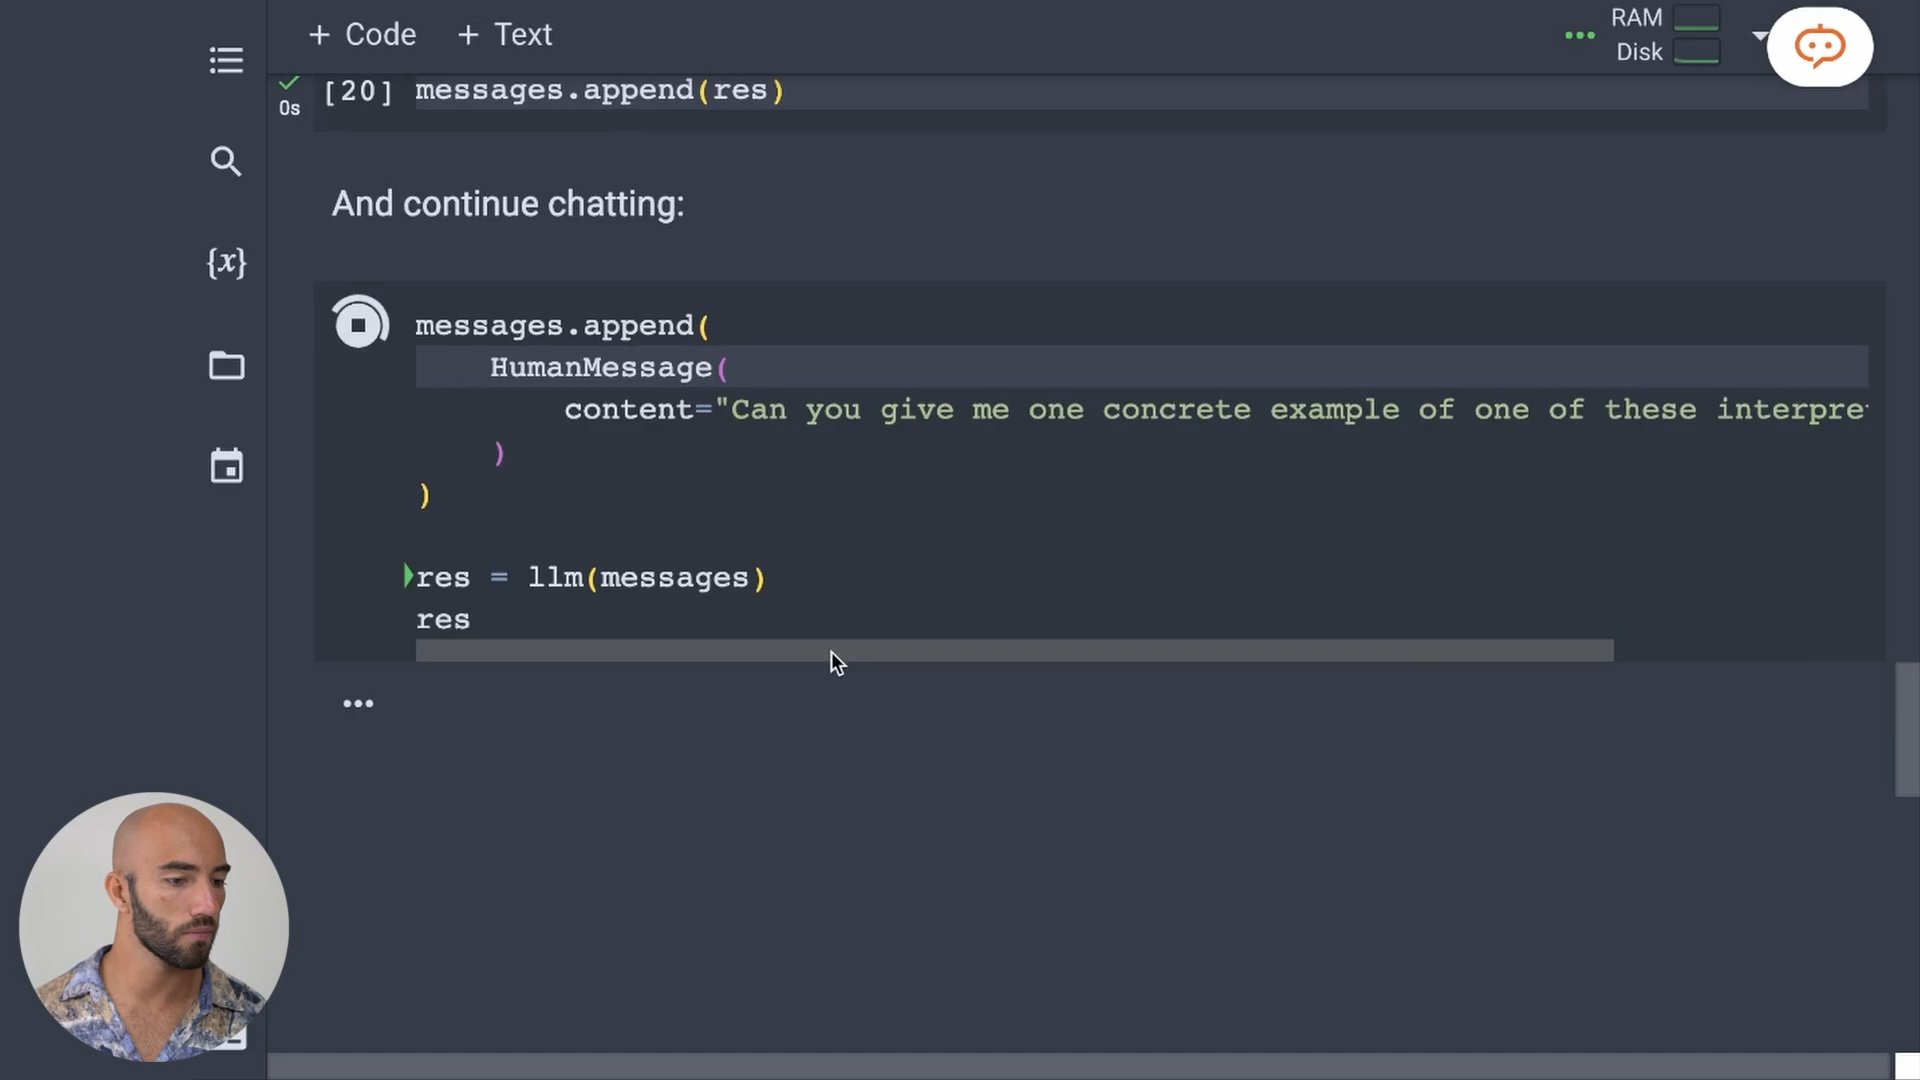 + Code + Text
RAM
Disk
0s
[20] messages.append(res)
And continue chatting:
{x}
messages.append(
HumanMessage(
content="Can you give me one concrete example of one of these
)
)
res = llm(messages)
res